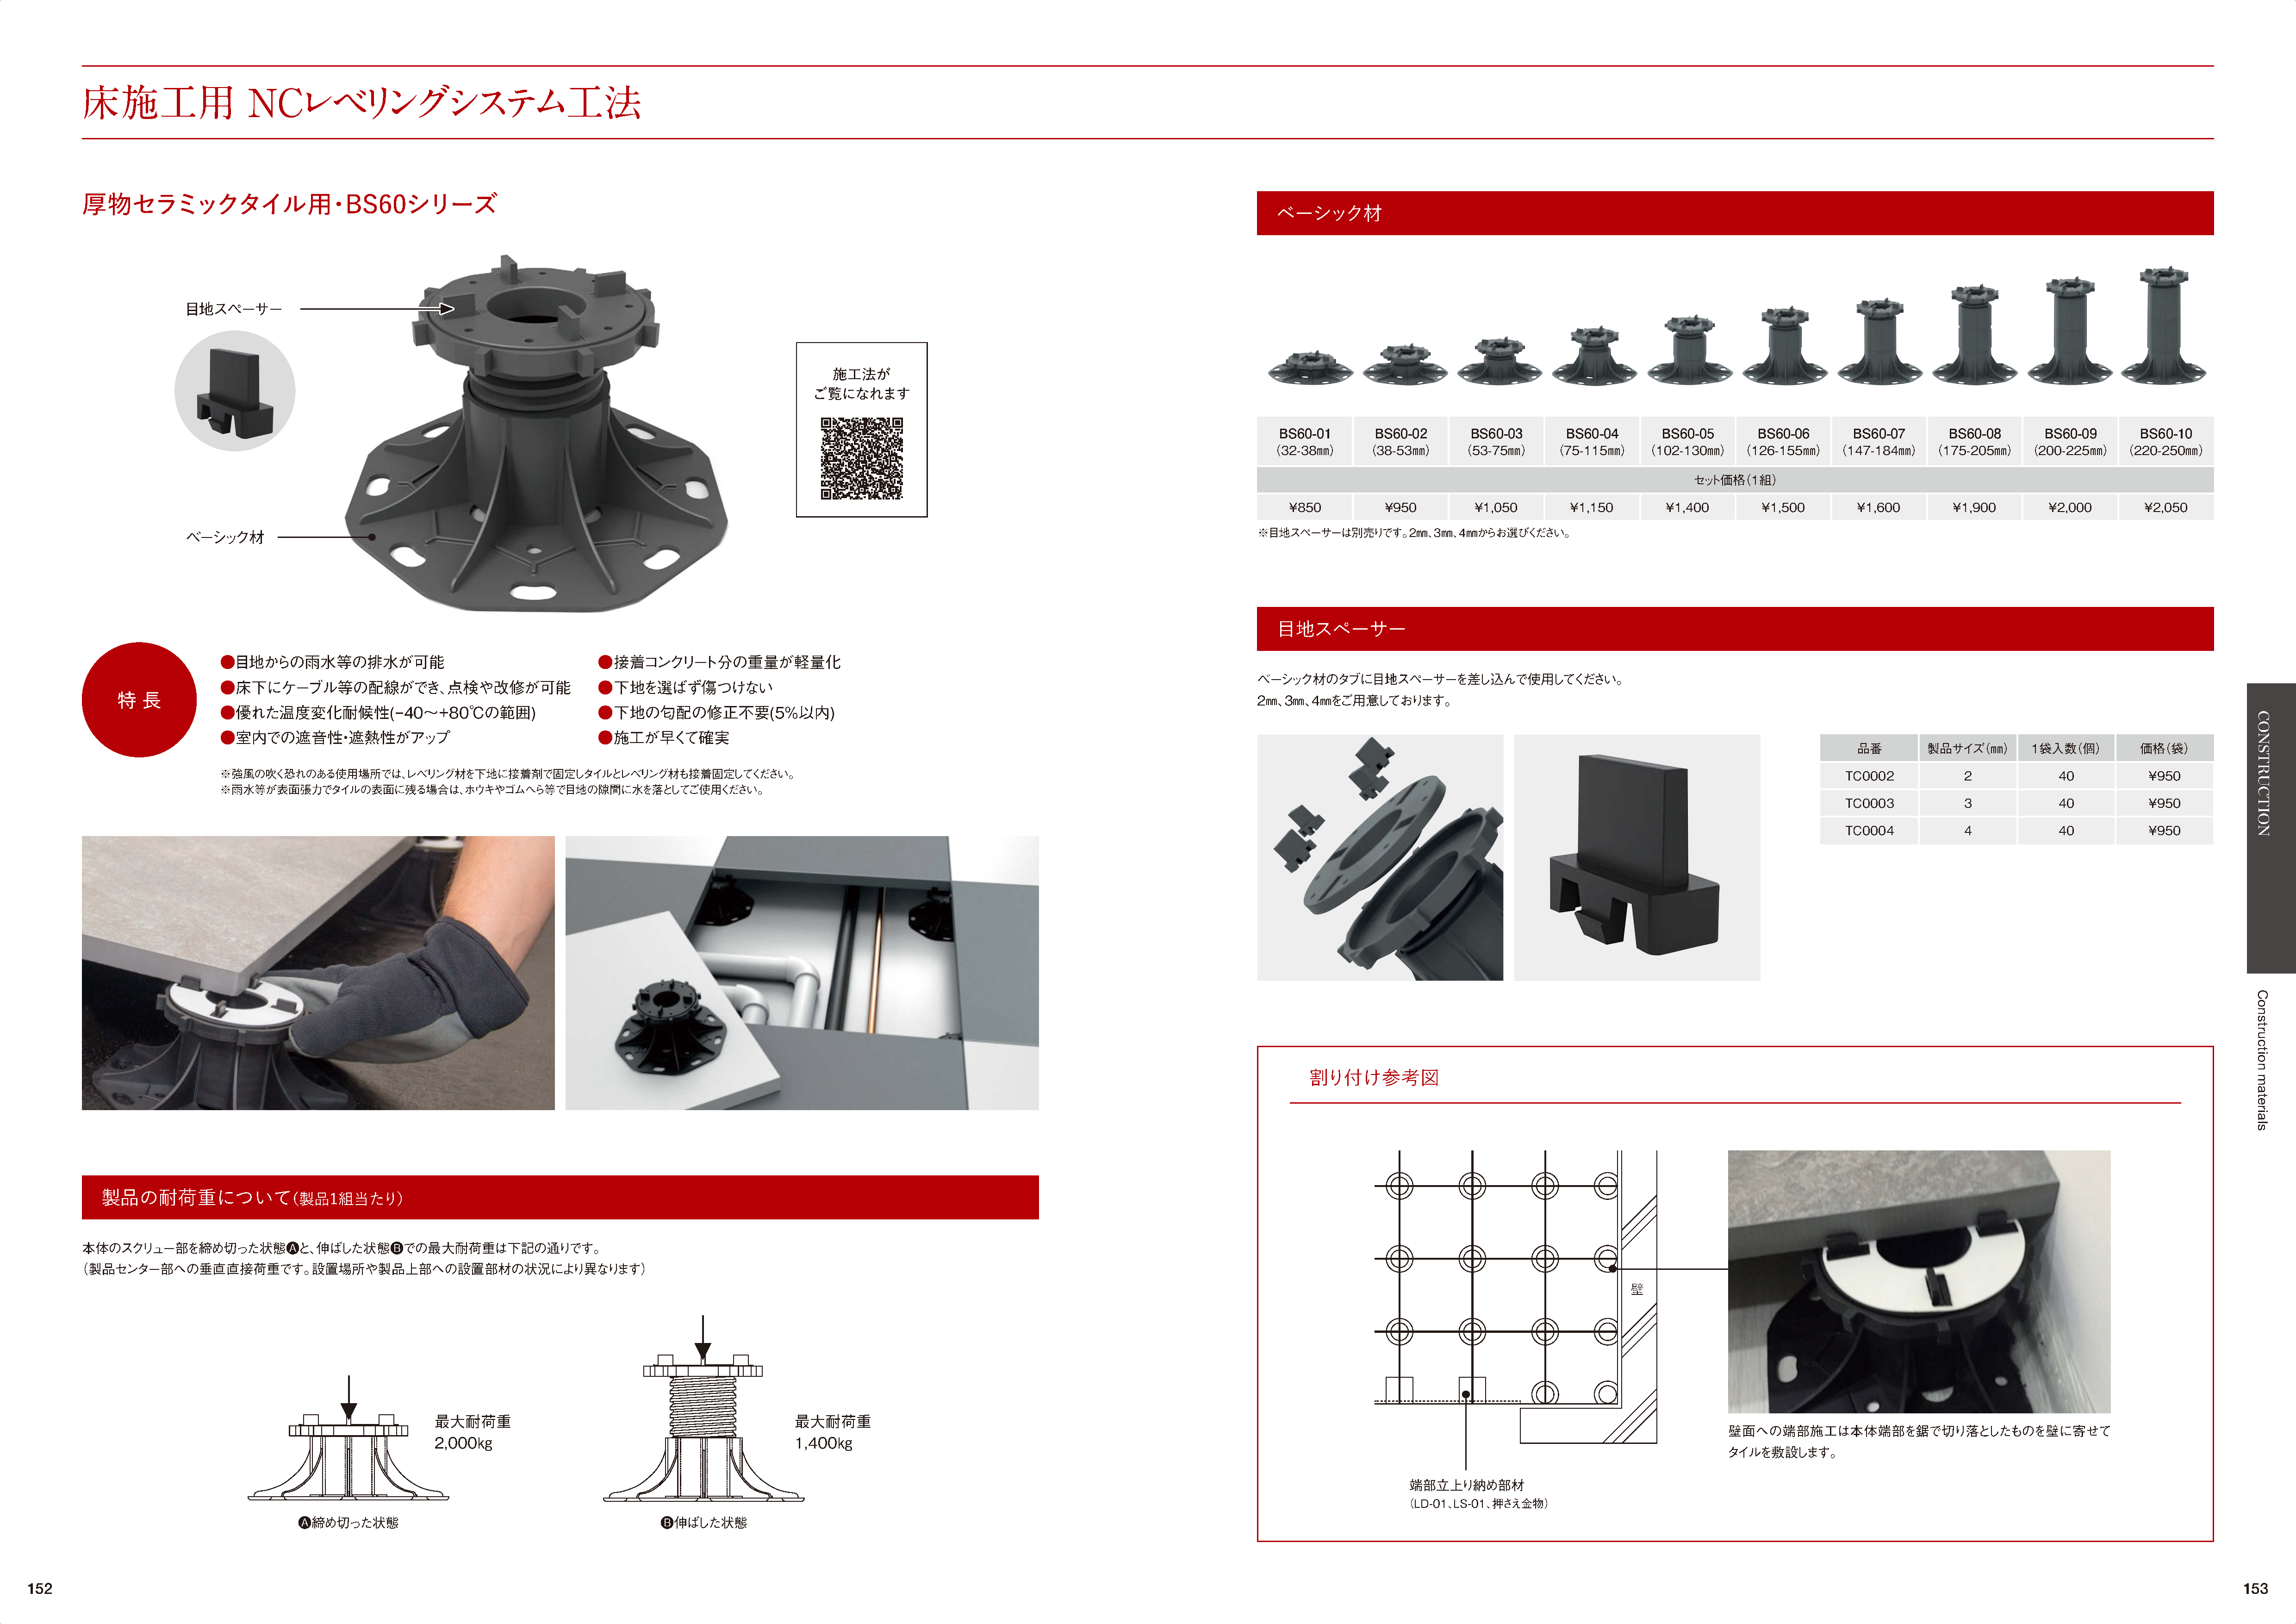 床施工用 NCレベリングシステム工法
厚物セラミックタイル用・BS60シリーズ
目地スペーサー
ベーシック材
施工法が
ご覧になれます
特長
●目地からの雨水等の排水が可能
●床下にケーブル等の配線ができ、点検や改修が可能
●優れた温度変化耐候性(-40〜+80℃の範囲)
●室内での遮音性・遮熱性がアップ
●接着コンクリート分の重量が軽量化
●下地を選ばず傷つけない
●下地の勾配の修正不要(5%以内)
●施工が早くて確実
※強風の吹く恐れのある使用場所では、レベリング材を下地に接着剤で固定しタイルとレベリング材も接着固定してください。
※雨水等が表面張力でタイルの表面に残る場合は、ホウキやゴムへら等で目地の隙間に水を落としてご使用ください。
製品の耐荷重について(製品1組当たり)
本体のスクリュー部を締め切った状態Ⓐと、伸ばした状態Ⓑでの最大耐荷重は下記の通りです。
(製品センター部への垂直直接荷重です。設置場所や製品上部への設置部材の状況により異なります)
最大耐荷重
2,000kg
Ⓐ締め切った状態
最大耐荷重
1,400kg
Ⓑ伸ばした状態
152
ベーシック材
BS60-01 BS60-02 BS60-03 BS60-04 BS60-05 BS60-06 BS60-07 BS60-08 BS60-09 BS60-10
(32-38㎜) (38-53㎜) (53-75㎜) (75-115㎜) (102-130㎜) (126-155㎜) (147-184㎜) (175-205㎜) (200-225㎜) (220-250㎜)
セット価格(1組)
¥850 ¥950 ¥1,050 ¥1,150 ¥1,400 ¥1,500 ¥1,600 ¥1,900 ¥2,000 ¥2,050
※目地スペーサーは別売りです。2㎜、3㎜、4㎜からお選びください。
目地スペーサー
ベーシック材のタブに目地スペーサーを差し込んで使用してください。
2㎜、3㎜、4㎜をご用意しております。
品番 製品サイズ(㎜) 1袋入数(個) 価格(袋)
TC0002 2 40 ¥950
TC0003 3 40 ¥950
TC0004 4 40 ¥950
割り付け参考図
壁
端部立上り納め部材
(LD-01、LS-01、押さえ金物)
壁面への端部施工は本体端部を鋸で切り落としたものを壁に寄せて
タイルを敷設します。
CONSTRUCTION
Construction materials
153